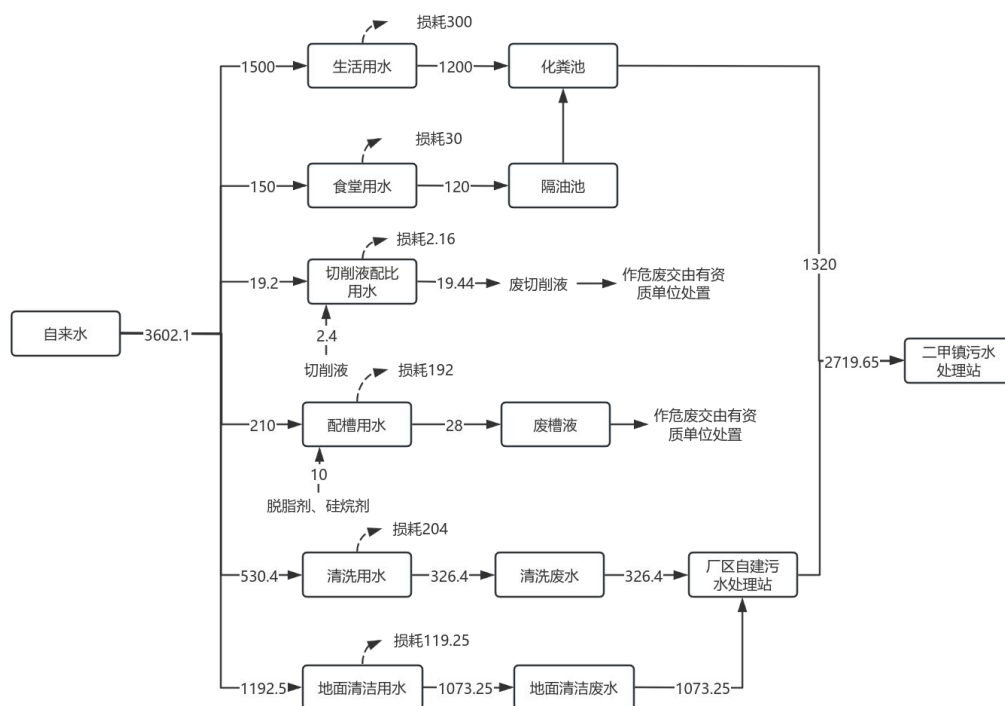 损耗300
1500
生活用水
1200
化粪池
损耗30
150
食堂用水
120
隔油池
损耗2.16
19.2
切削液配比
用水
19.44
废切削液
作危废交由有资
质单位处置
1320
2.4
切削液
自来水
3602.1
2719.65
二甲镇污水
处理站
损耗192
210
配槽用水
28
废槽液
作危废交由有资
质单位处置
10
脱脂剂、硅烷剂
损耗204
530.4
清洗用水
326.4
清洗废水
326.4
厂区自建污
水处理站
损耗119.25
1192.5
地面清洁用水
1073.25
地面清洁废水
1073.25